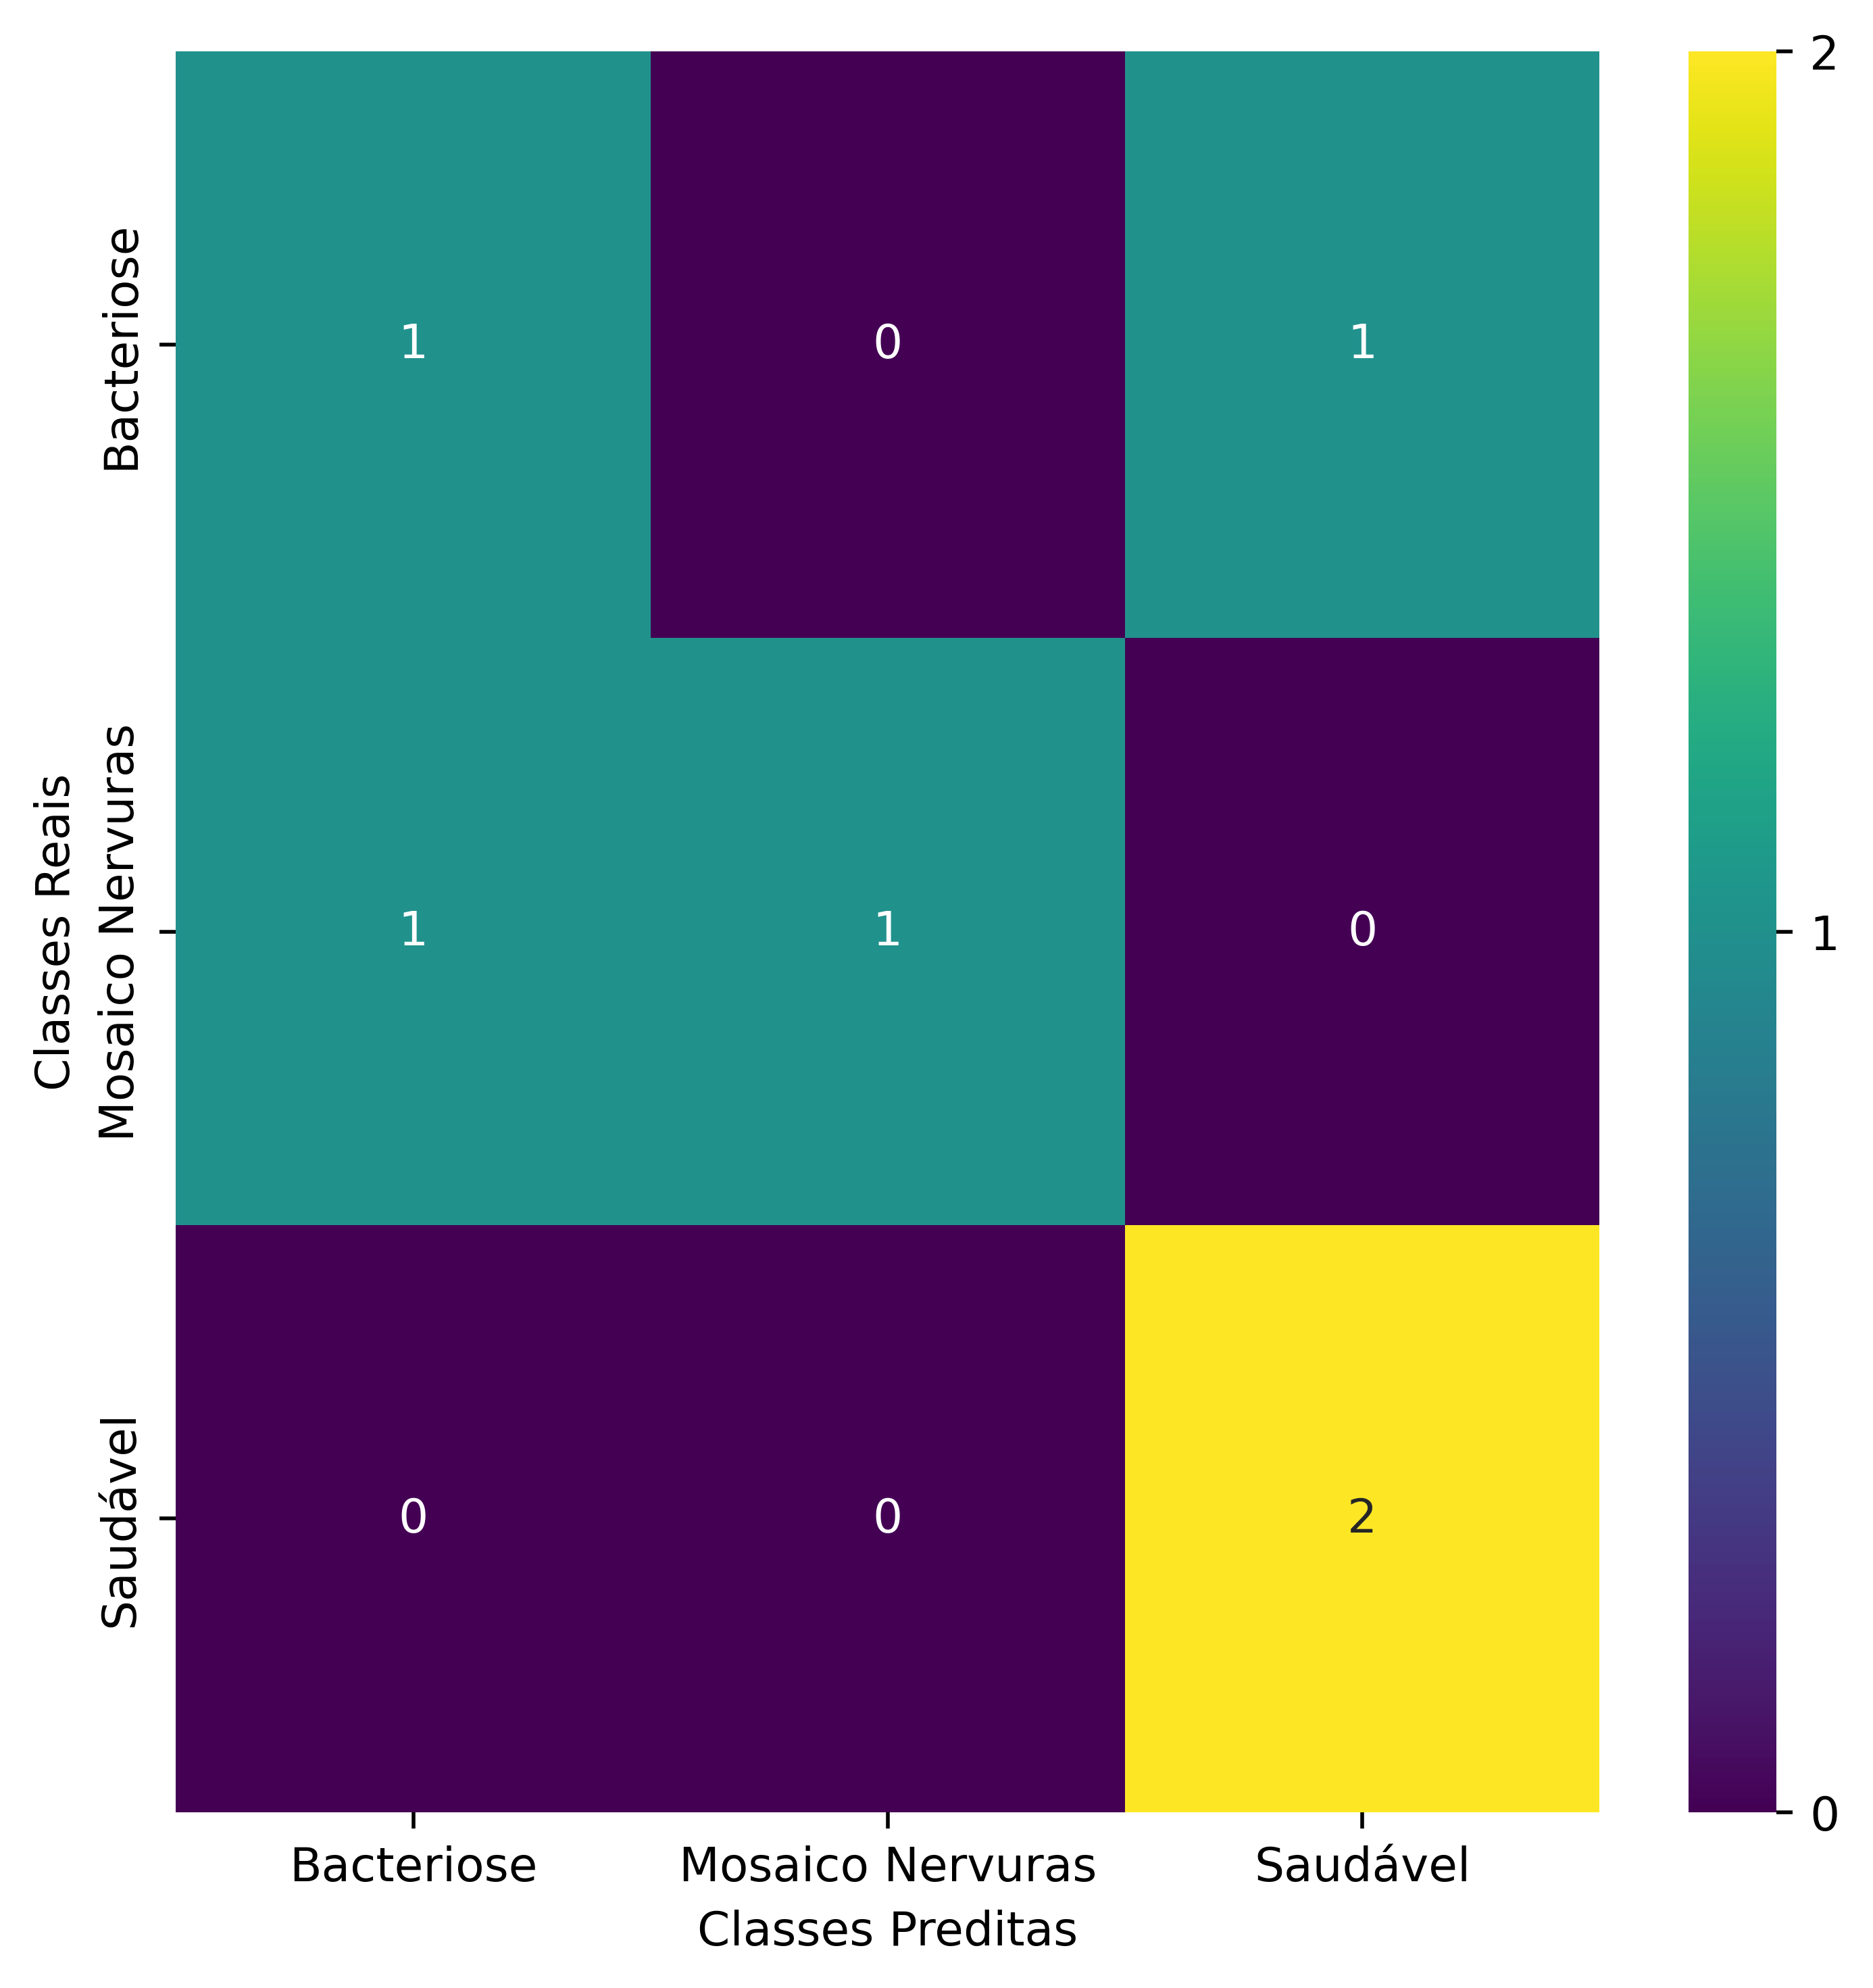 Classes Reais
Bacteriose
1 0 1
Mosaico Nervuras
1 1 0
Saudável
0 0 2
Bacteriose Mosaico Nervuras Saudável
Classes Preditas
2
1
0